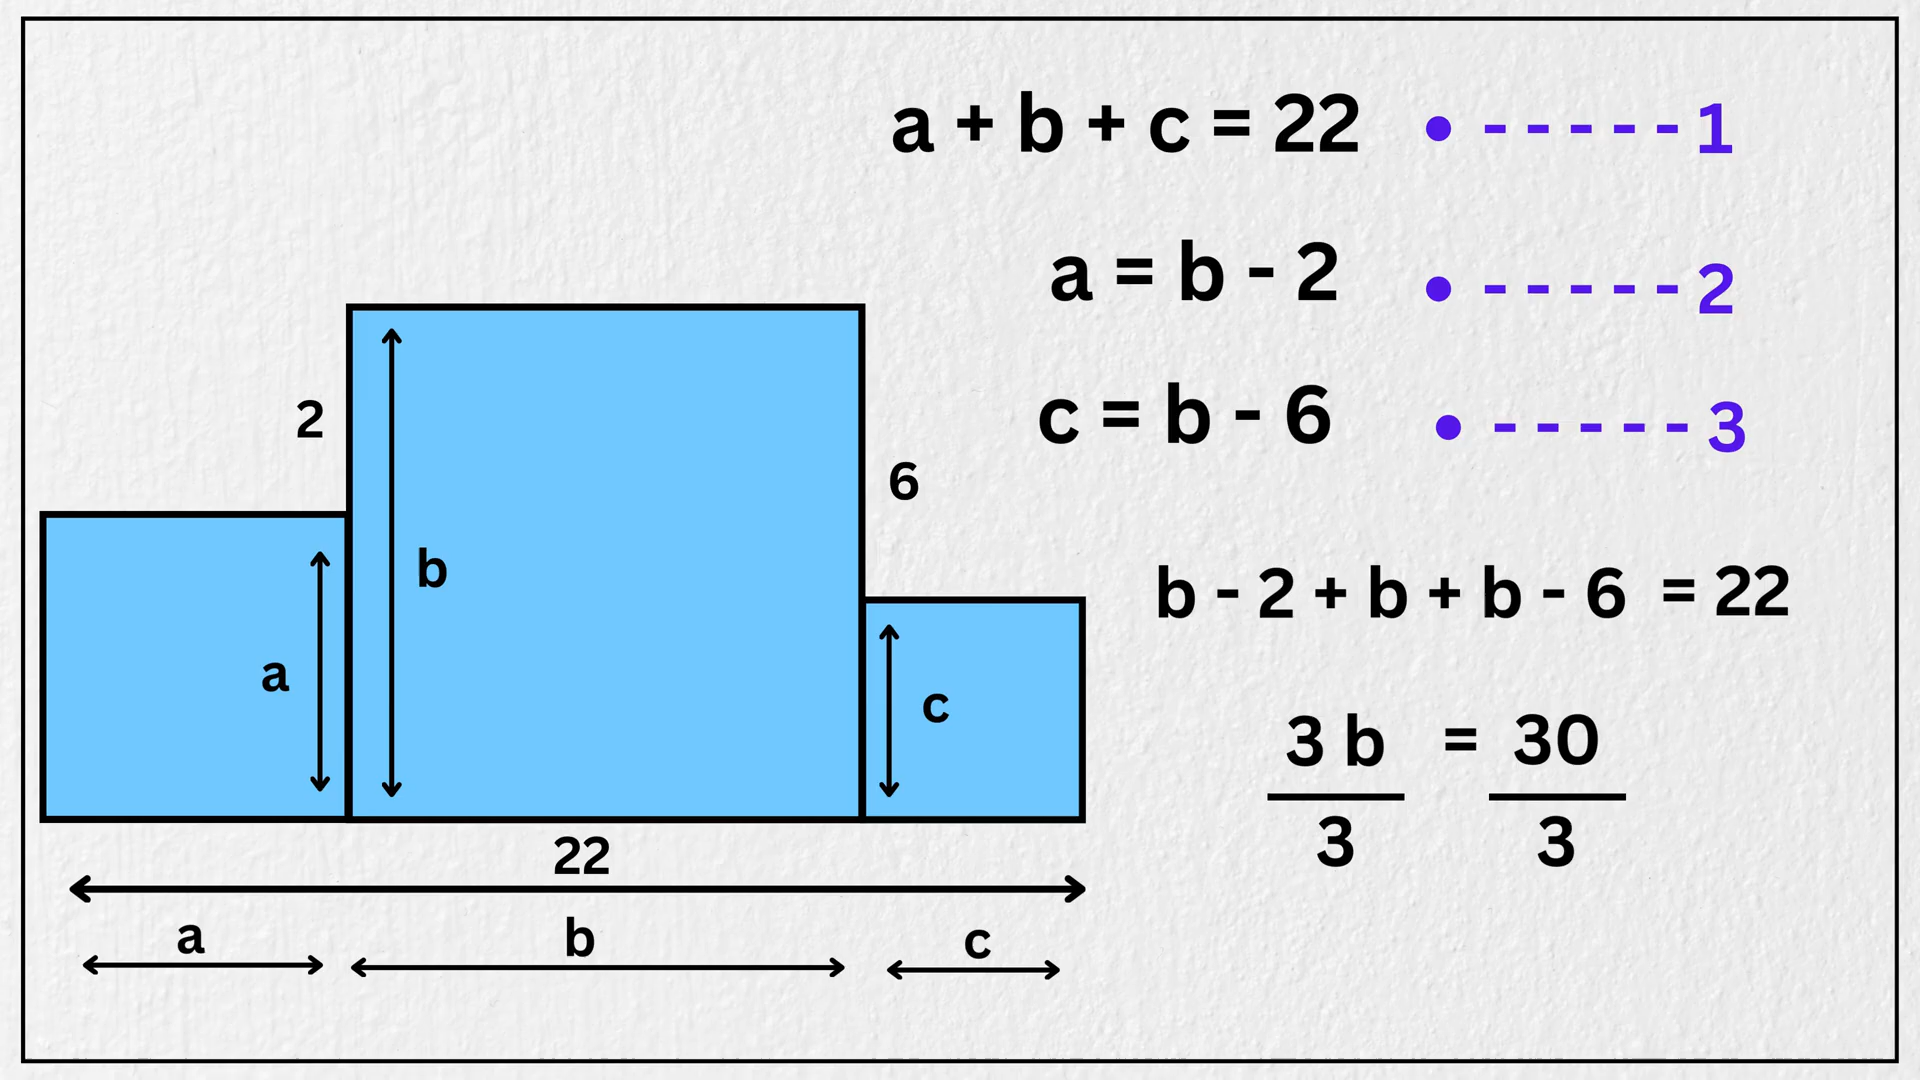 a + b + c = 22 • - - - - - 1
a = b - 2 • - - - - - 2
c = b - 6 • - - - - - 3
b - 2 + b + b - 6 = 22
3 b = 30
3 3
2
6
b
a
c
22
a b c